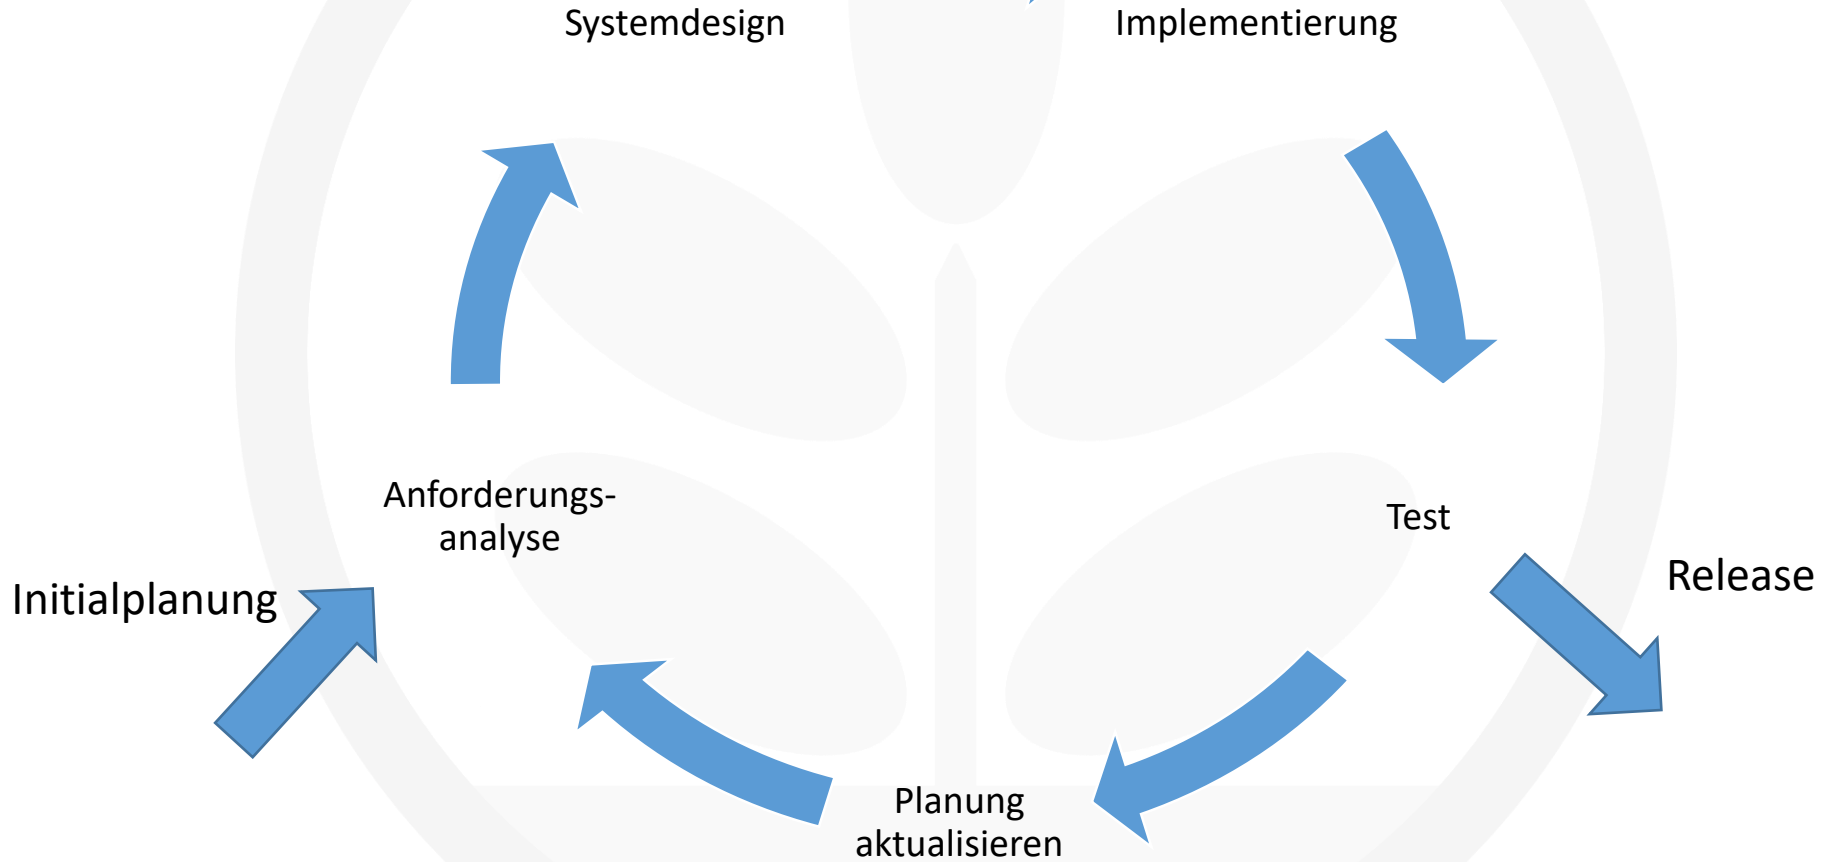 Systemdesign
Implementierung
Anforderungs-
analyse
Test
Initialplanung
Release
Planung
aktualisieren